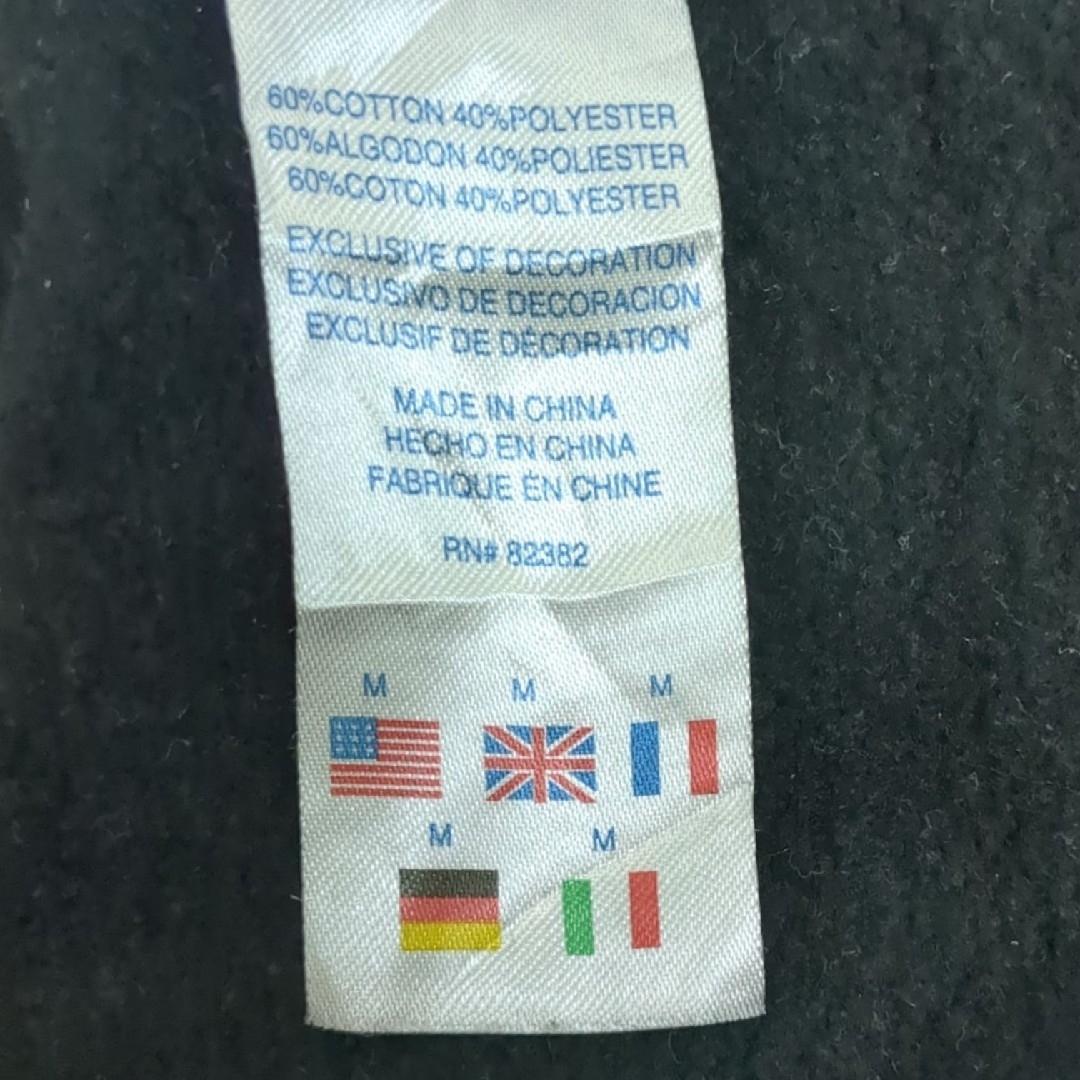 60%COTTON 40%POLYESTER
60%ALGODON 40%POLIESTER
60%COTON 40%POLYESTER
EXCLUSIVE OF DECORATION
EXCLUSIVO DE DECORACION
EXCLUSIF DE DÉCORATION
MADE IN CHINA
HECHO EN CHINA
FABRIQUÉ EN CHINE
RN# 82382
M M M
M M